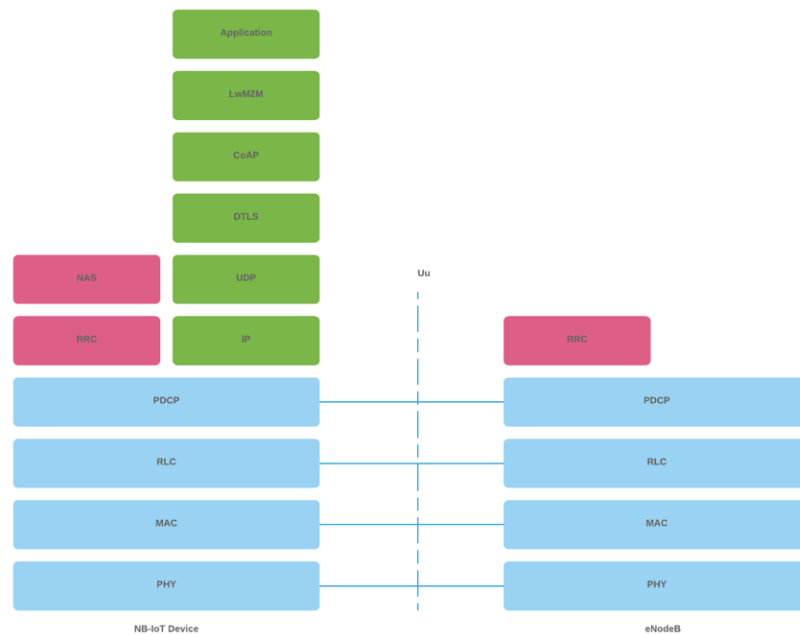 Application
LwM2M
CoAP
DTLS
NAS
UDP
Uu
RRC
IP
RRC
PDCP
PDCP
RLC
RLC
MAC
MAC
PHY
PHY
NB-IoT Device
eNodeB